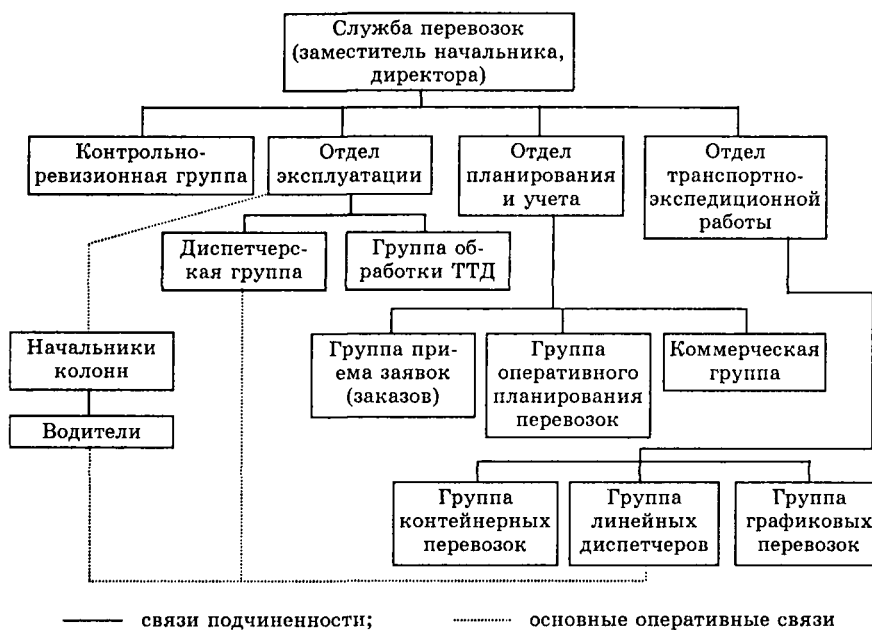 Служба перевозок
(заместитель начальника,
директора)
Контрольно-
ревизионная группа
Отдел
эксплуатации
Отдел
планирования
и учета
Отдел
транспортно-
экспедиционной
работы
Диспетчерс-
кая группа
Группа об-
работки ТТД
Начальники
колонн
Водители
Группа при-
ема заявок
(заказов)
Группа
оперативного
планирования
перевозок
Коммерческая
группа
Группа
контейнерных
перевозок
Группа
линейных
диспетчеров
Группа
графиковых
перевозок
связи подчиненности;
основные оперативные связи